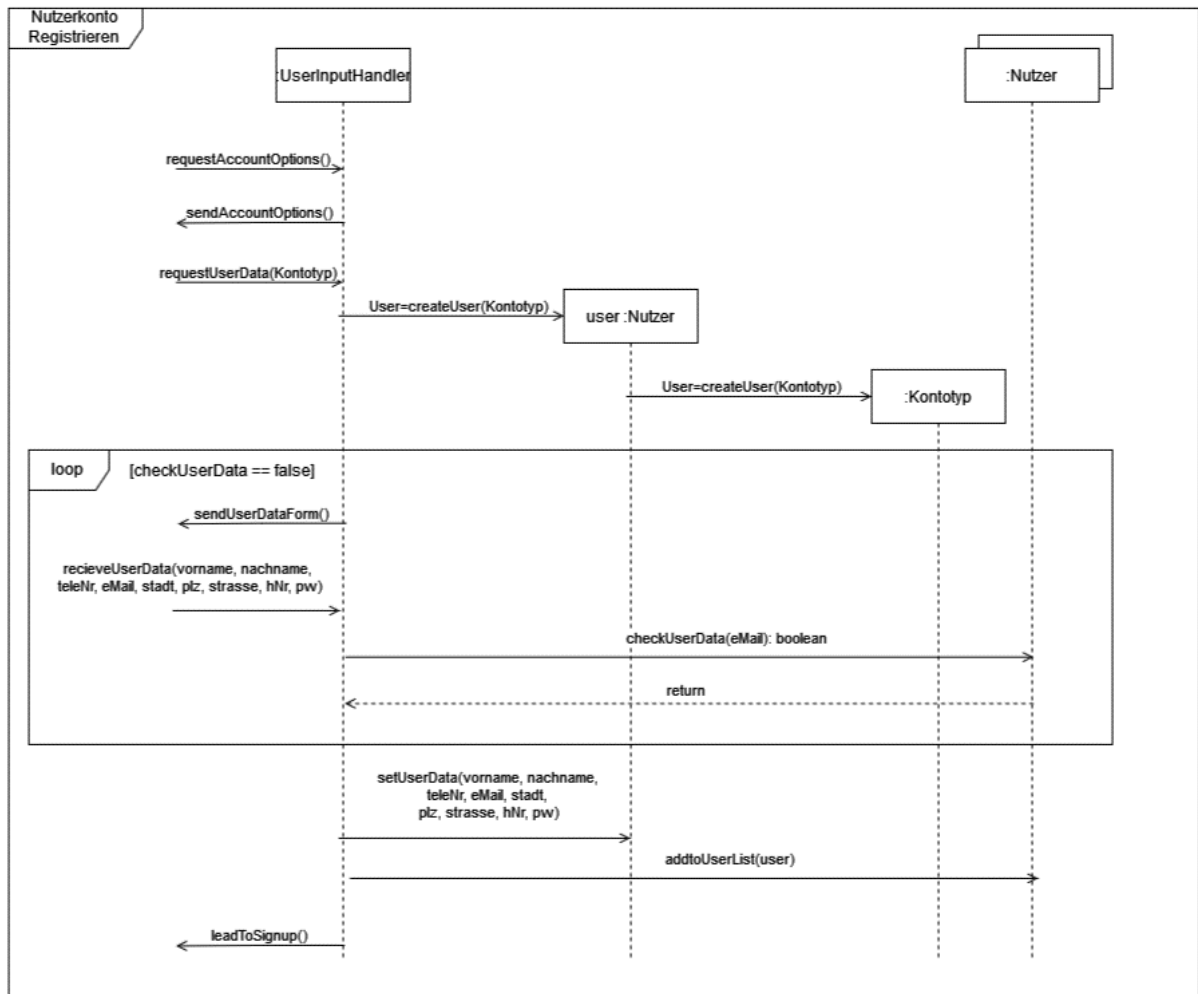 Nutzerkonto
Registrieren
:UserInputHandler
:Nutzer
requestAccountOptions()
sendAccountOptions()
requestUserData(Kontotyp)
User=createUser(Kontotyp)
user :Nutzer
User=createUser(Kontotyp)
:Kontotyp
loop
[checkUserData == false]
sendUserDataForm()
recieveUserData(vorname, nachname,
teleNr, eMail, stadt, plz, strasse, hNr, pw)
checkUserData(eMail): boolean
return
setUserData(vorname, nachname,
teleNr, eMail, stadt,
plz, strasse, hNr, pw)
addtoUserList(user)
leadToSignup()